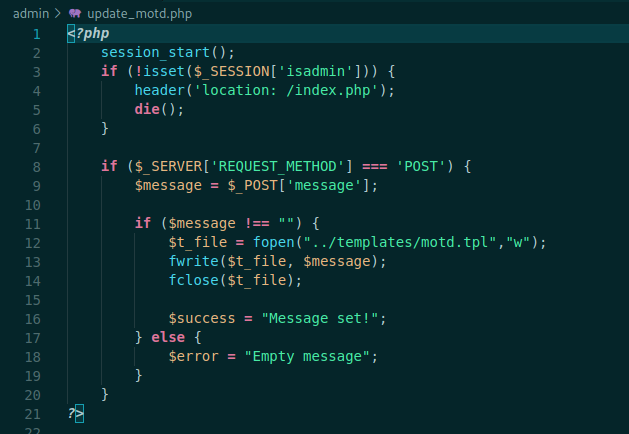 admin > update_motd.php
1 <?php
2     session_start();
3     if (!isset($_SESSION['isadmin'])) {
4         header('location: /index.php');
5         die();
6     }
7
8     if ($_SERVER['REQUEST_METHOD'] === 'POST') {
9         $message = $_POST['message'];
10
11         if ($message !== "") {
12             $t_file = fopen("../templates/motd.tpl","w");
13             fwrite($t_file, $message);
14             fclose($t_file);
15
16             $success = "Message set!";
17         } else {
18             $error = "Empty message";
19         }
20     }
21 ?>
22